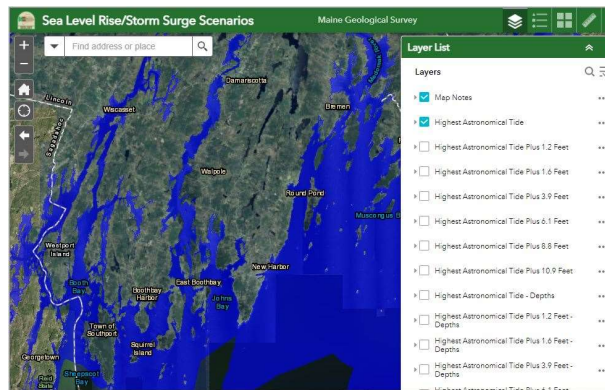 Sea Level Rise/Storm Surge Scenarios
Maine Geological Survey
Find address or place
Layer List
Layers
Map Notes
Highest Astronomical Tide
Highest Astronomical Tide Plus 1.2 Feet
Highest Astronomical Tide Plus 1.6 Feet
Highest Astronomical Tide Plus 3.9 Feet
Highest Astronomical Tide Plus 6.1 Feet
Highest Astronomical Tide Plus 8.8 Feet
Highest Astronomical Tide Plus 10.9 Feet
Highest Astronomical Tide - Depths
Highest Astronomical Tide Plus 1.2 Feet -
Depths
Highest Astronomical Tide Plus 1.6 Feet -
Depths
Highest Astronomical Tide Plus 3.9 Feet -
Depths
Damariscotta
Lincoln
Sagadahoc
Wiscasset
Bremen
Walpole
Round Pond
Muscongus B
Westport
Island
New Harbor
Booth
Bay
East Boothbay
Boothbay
Harbor
Johns
Bay
Town of
Southport
Squirrel
Island
Georgetown
Reid
State
Sheepscot
Bay